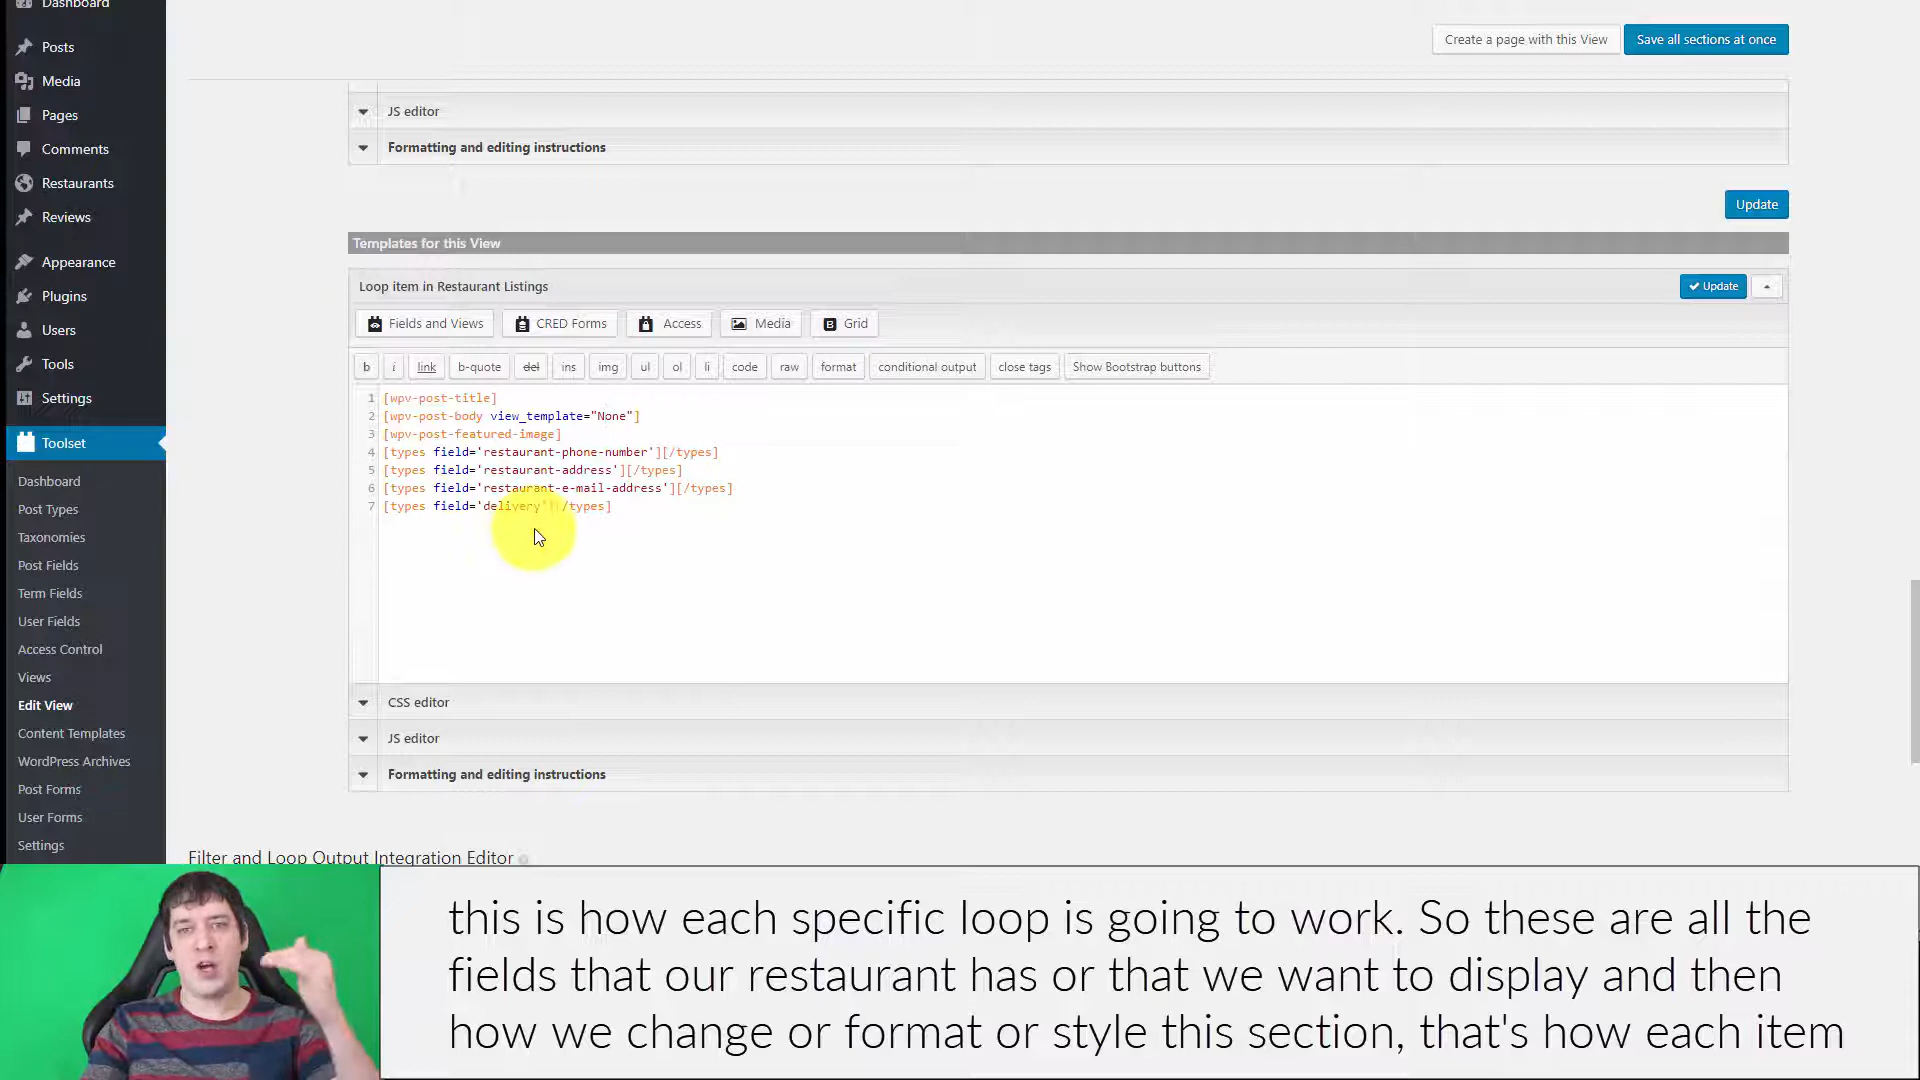 Dashboard
Posts
Media
Pages
Comments
Restaurants
Reviews
Appearance
Plugins
Users
Tools
Settings
Toolset
Dashboard
Post Types
Taxonomies
Post Fields
Term Fields
User Fields
Access Control
Views
Edit View
Content Templates
WordPress Archives
Post Forms
User Forms
Settings
Create a page with this View
Save all sections at once
JS editor
Formatting and editing instructions
Update
Templates for this View
Loop item in Restaurant Listings
Update
Fields and Views CRED Forms Access Media B Grid
b i link b-quote del ins img ul ol li code raw format conditional output close tags Show Bootstrap buttons
1 [wpv-post-title]
2 [wpv-post-body view_template="None"]
3 [wpv-post-featured-image]
4 [types field='restaurant-phone-number'][/types]
5 [types field='restaurant-address'][/types]
6 [types field='restaurant-e-mail-address'][/types]
7 [types field='delivery'][/types]
CSS editor
JS editor
Formatting and editing instructions
Filter and Loop Output Integration Editor
this is how each specific loop is going to work. So these are all the
fields that our restaurant has or that we want to display and then
how we change or format or style this section, that's how each item